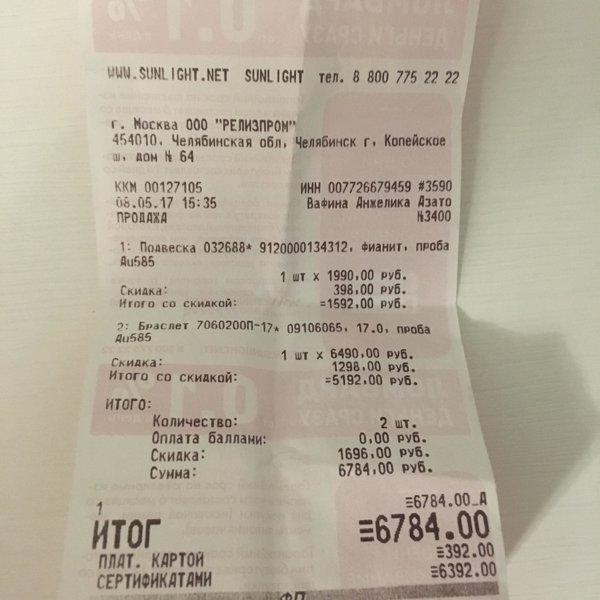 WWW.SUNLIGHT.NET SUNLIGHT тел. 8 800 775 22 22
г. Москва ООО "РЕЛИЗПРОМ"
454010, Челябинская обл, Челябинск г, Копейское
ш, дом № 64
ККМ 00127105 ИНН 007726679459 #3590
08.05.17 15:35 Вафина Анжелика Азато
ПРОДАЖА №3400
1: Подвеска 032688* 9120000134312, фианит, проба
Au585
1 шт x 1990,00 руб.
Скидка: 398,00 руб.
Итого со скидкой: =1592,00 руб.
2: Браслет 7060200П-17* 09106065, 17.0, проба
Au585
1 шт x 6490,00 руб.
Скидка: 1298,00 руб.
Итого со скидкой: =5192,00 руб.
ИТОГО:
Количество: 2 шт.
Оплата баллами: 0,00 руб.
Скидка: 1696,00 руб.
Сумма: 6784,00 руб.
≡6784.00_А
1
ИТОГ ≡6784.00
ПЛАТ. КАРТОЙ ≡392.00
СЕРТИФИКАТАМИ ≡6392.00
ФП